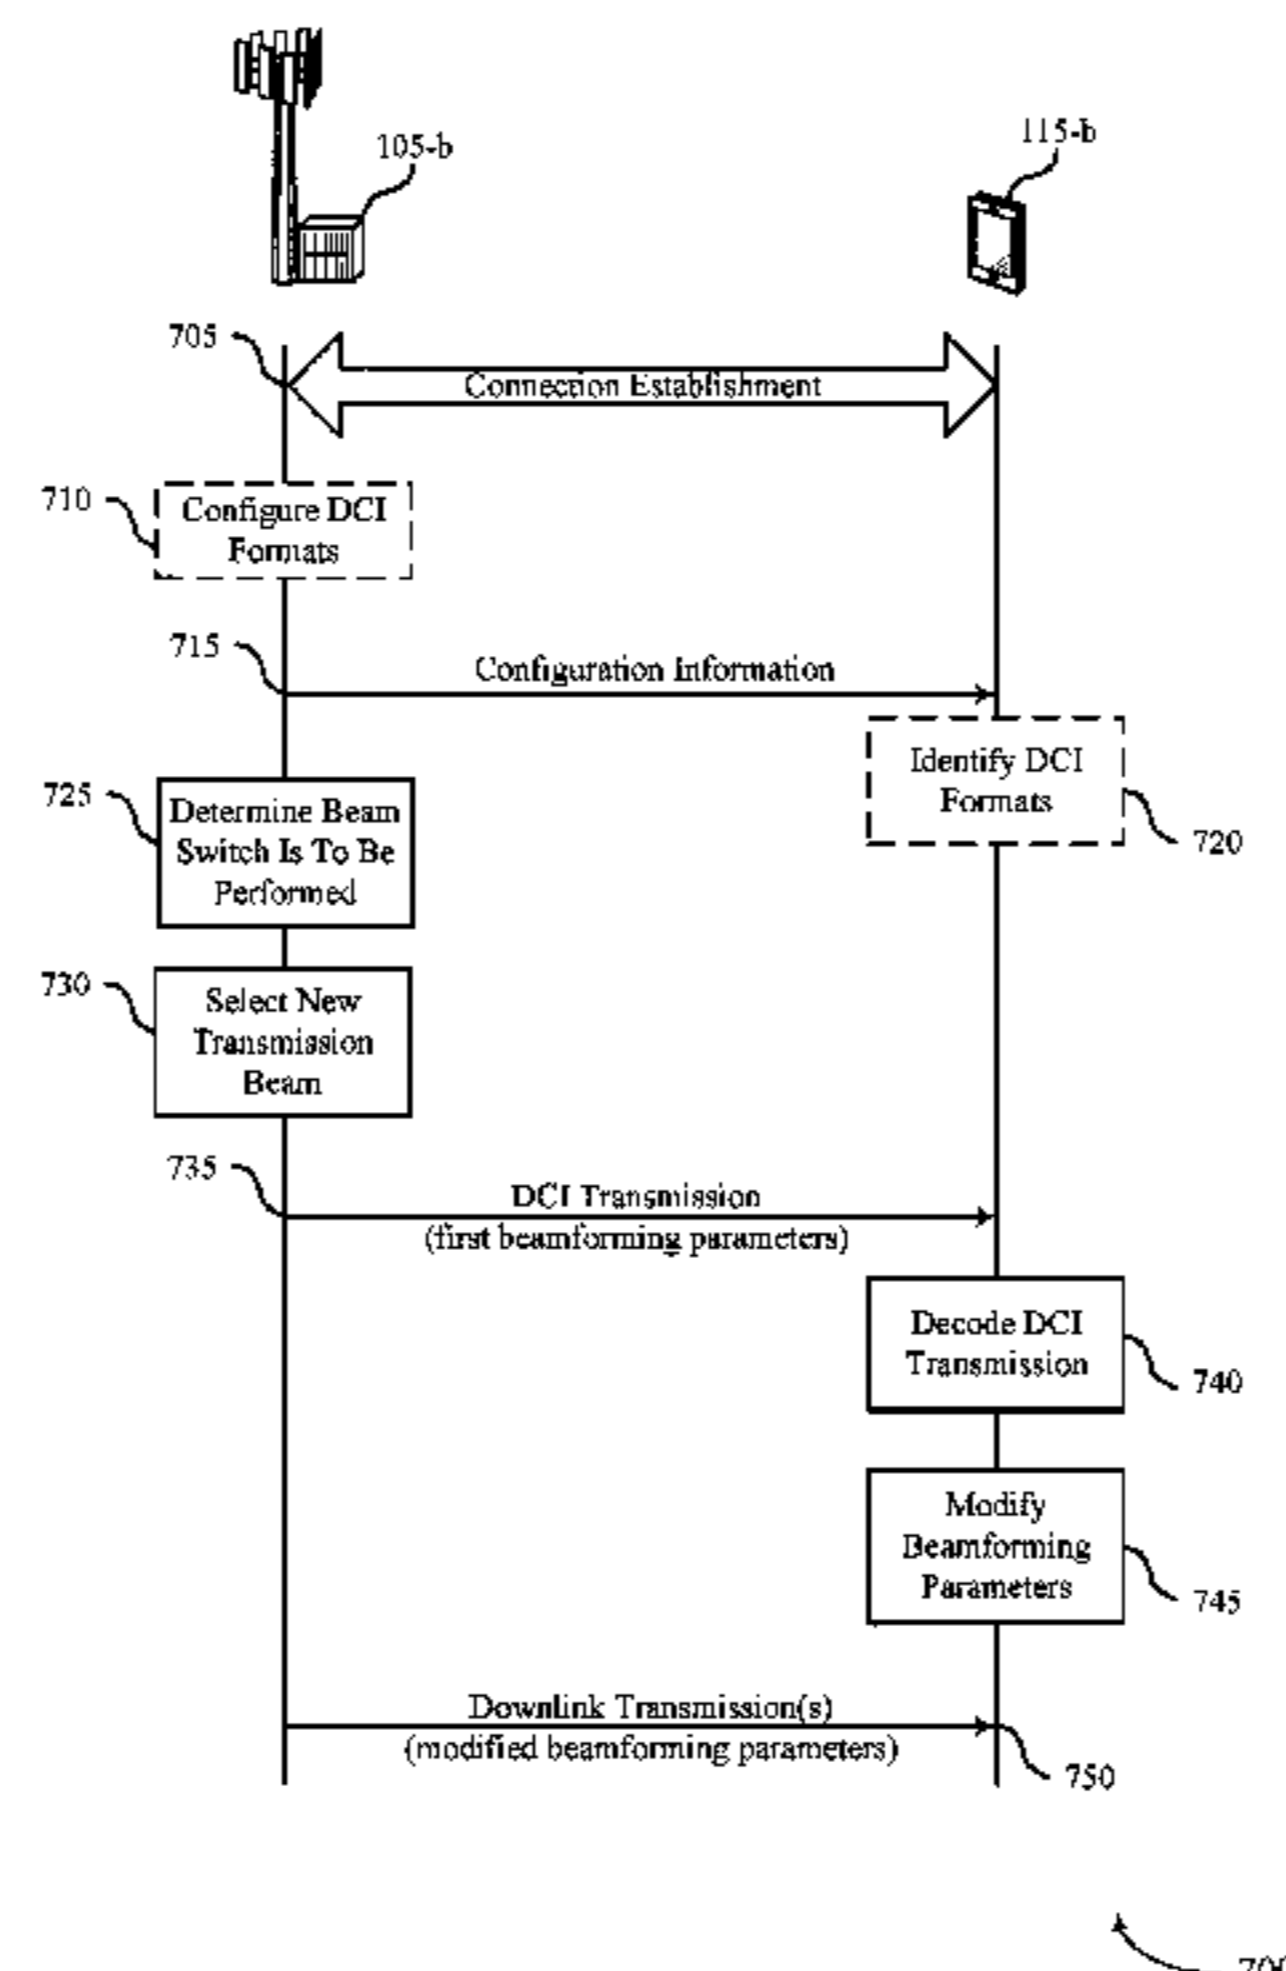 105-b
115-b
705
Connection Establishment
710
Configure DCI
Formats
715
Configuration Information
Identify DCI
Formats
720
725
Determine Beam
Switch Is To Be
Performed
730
Select New
Transmission
Beam
735
DCI Transmission
(first beamforming parameters)
Decode DCI
Transmission
740
Modify
Beamforming
Parameters
745
Downlink Transmission(s)
(modified beamforming parameters)
750